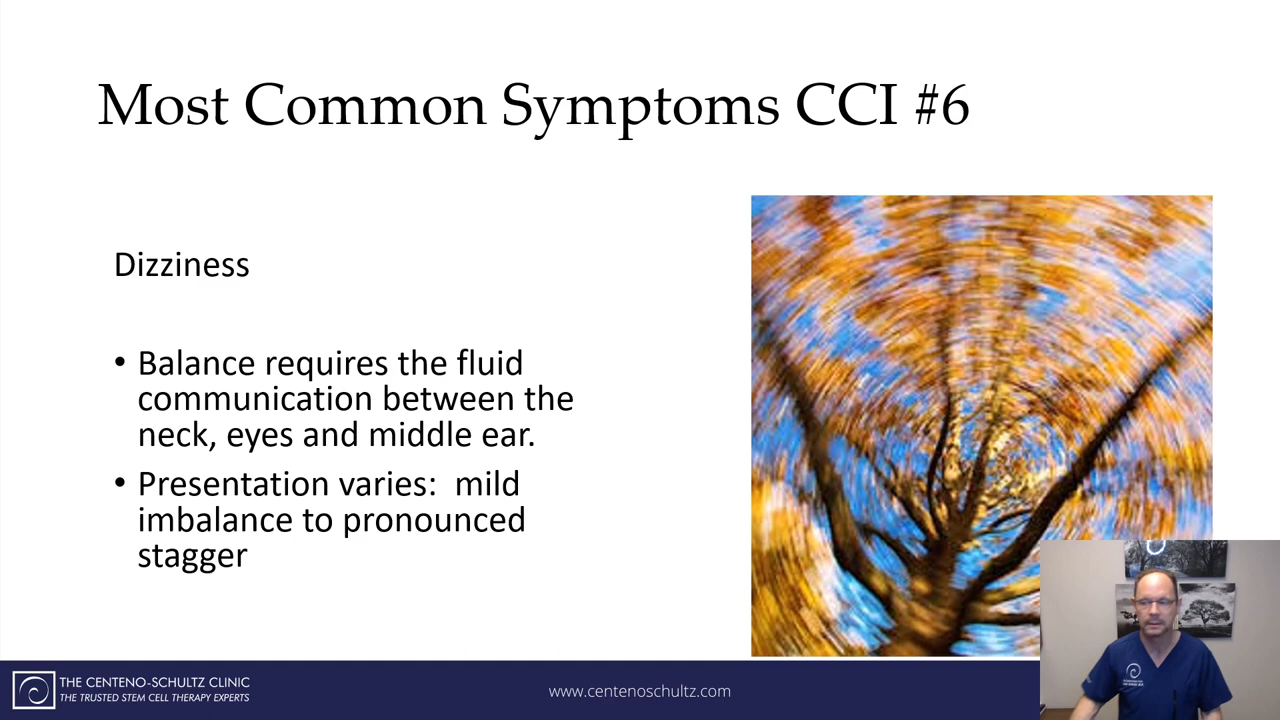 Most Common Symptoms CCI #6
Dizziness
• Balance requires the fluid
communication between the
neck, eyes and middle ear.
• Presentation varies:  mild
imbalance to pronounced
stagger
THE CENTENO-SCHULTZ CLINIC
THE TRUSTED STEM CELL THERAPY EXPERTS
www.centenoschultz.com